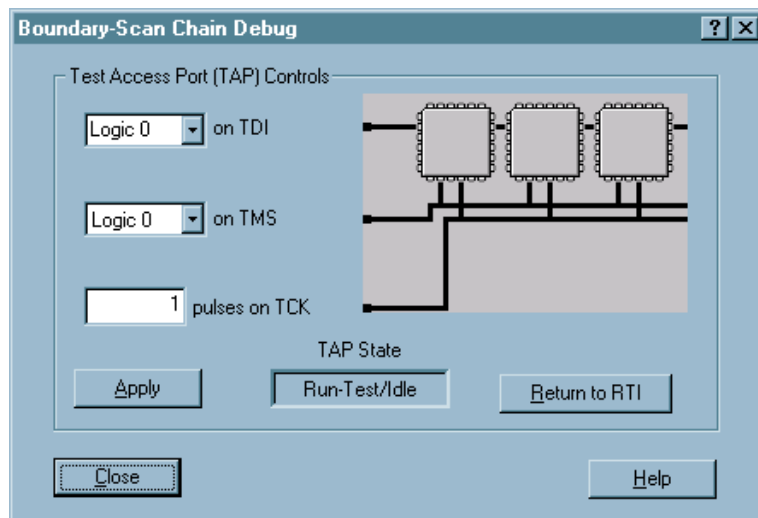 Boundary-Scan Chain Debug
? ×
Test Access Port (TAP) Controls
Logic 0 on TDI
Logic 0 on TMS
1 pulses on TCK
TAP State
Apply Run-Test/Idle Return to RTI
Close Help